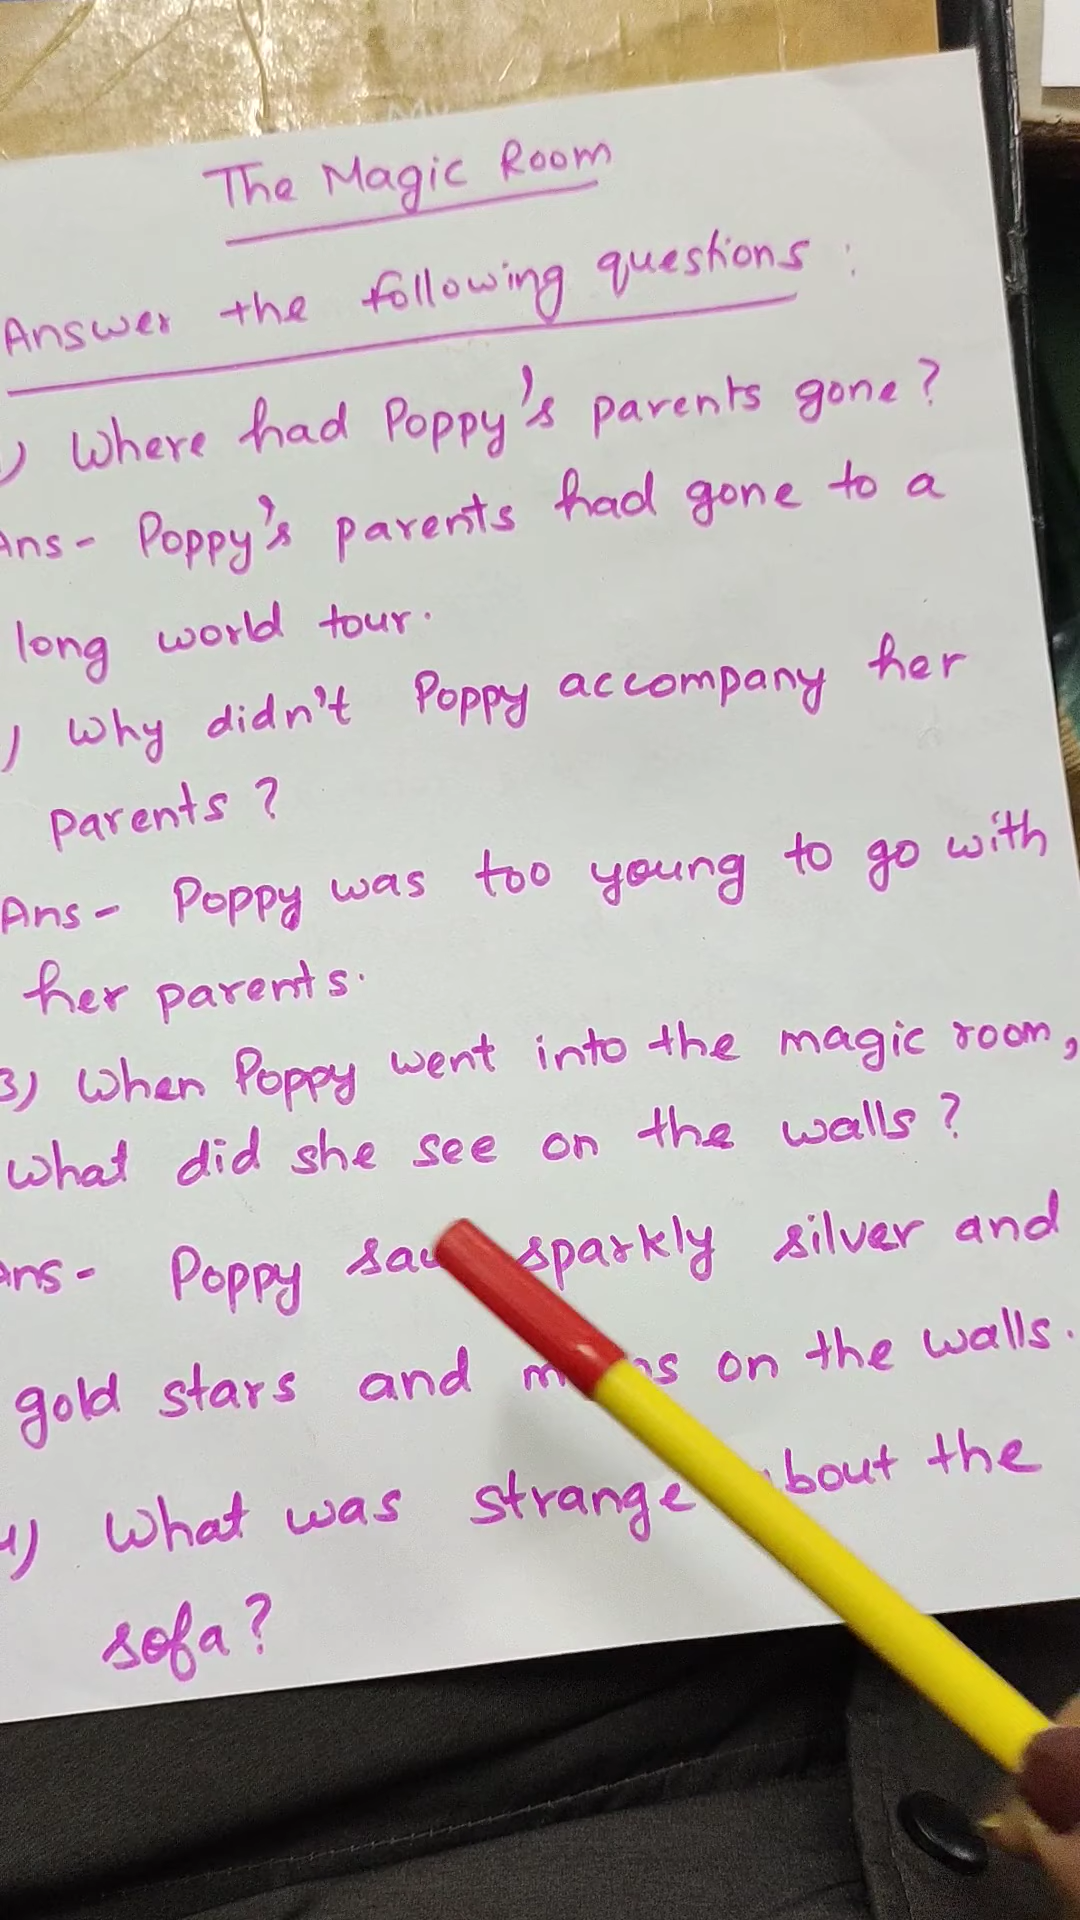 The Magic Room
Answer the following questions :
) Where had Poppy's parents gone?
Ans- Poppy's parents had gone to a
long world tour.
) Why didn't Poppy accompany her
parents?
Ans- Poppy was too young to go with
her parents.
3) When Poppy went into the magic room,
what did she see on the walls?
Ans- Poppy saw sparkly silver and
gold stars and on the walls.
4) What was strange about the
sofa?